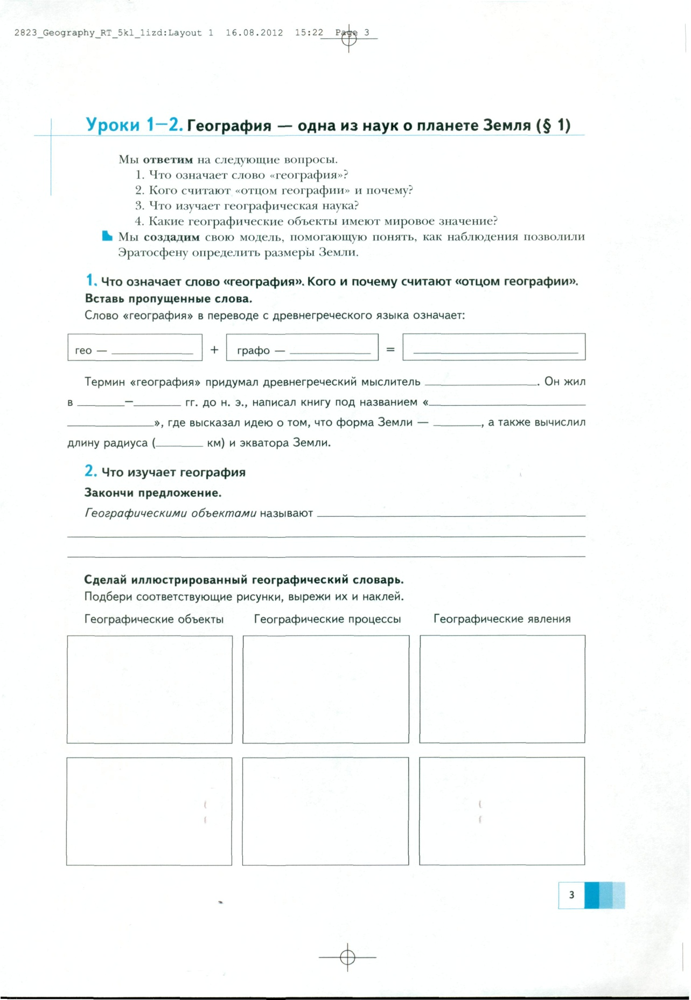 2823_Geography_RT_5kl_1izd:Layout 1 16.08.2012 15:22 Page 3
Уроки 1—2. География — одна из наук о планете Земля (§ 1)
Мы ответим на следующие вопросы.
1. Что означает слово «география»?
2. Кого считают «отцом географии» и почему?
3. Что изучает географическая наука?
4. Какие географические объекты имеют мировое значение?
Мы создадим свою модель, помогающую понять, как наблюдения позволили
Эратосфену определить размеры Земли.
1. Что означает слово «география». Кого и почему считают «отцом географии».
Вставь пропущенные слова.
Слово «география» в переводе с древнегреческого языка означает:
гео — ____________ + графо — ____________ = ____________
Термин «география» придумал древнегреческий мыслитель ____________. Он жил
в _______—_______ гг. до н. э., написал книгу под названием «____________
____________», где высказал идею о том, что форма Земли — _______, а также вычислил
длину радиуса (_______ км) и экватора Земли.
2. Что изучает география
Закончи предложение.
Географическими объектами называют ____________
Сделай иллюстрированный географический словарь.
Подбери соответствующие рисунки, вырежи их и наклей.
Географические объекты Географические процессы Географические явления
3